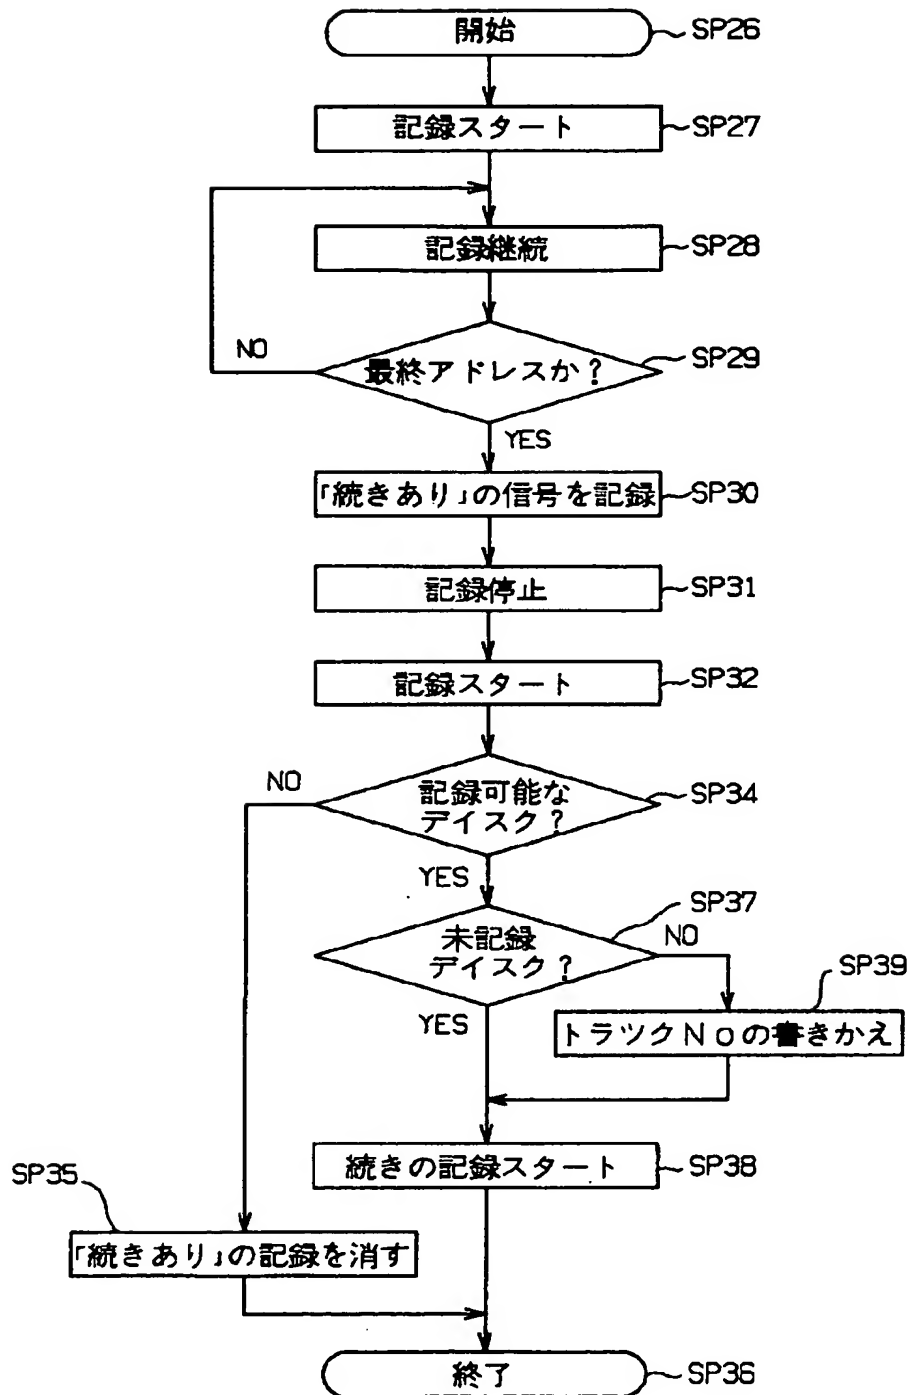 開始
SP26
記録スタート
SP27
記録継続
SP28
最終アドレスか?
SP29
NO
YES
「続きあり」の信号を記録
SP30
記録停止
SP31
記録スタート
SP32
記録可能な
デイスク?
SP34
NO
YES
未記録
デイスク?
SP37
NO
YES
トラツクNoの書きかえ
SP39
続きの記録スタート
SP38
SP35
「続きあり」の記録を消す
終了
SP36